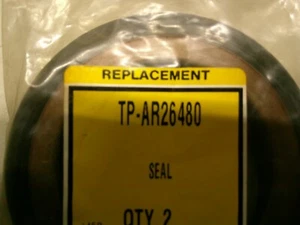 REPLACEMENT
TP-AR26480
SEAL
QTY 2